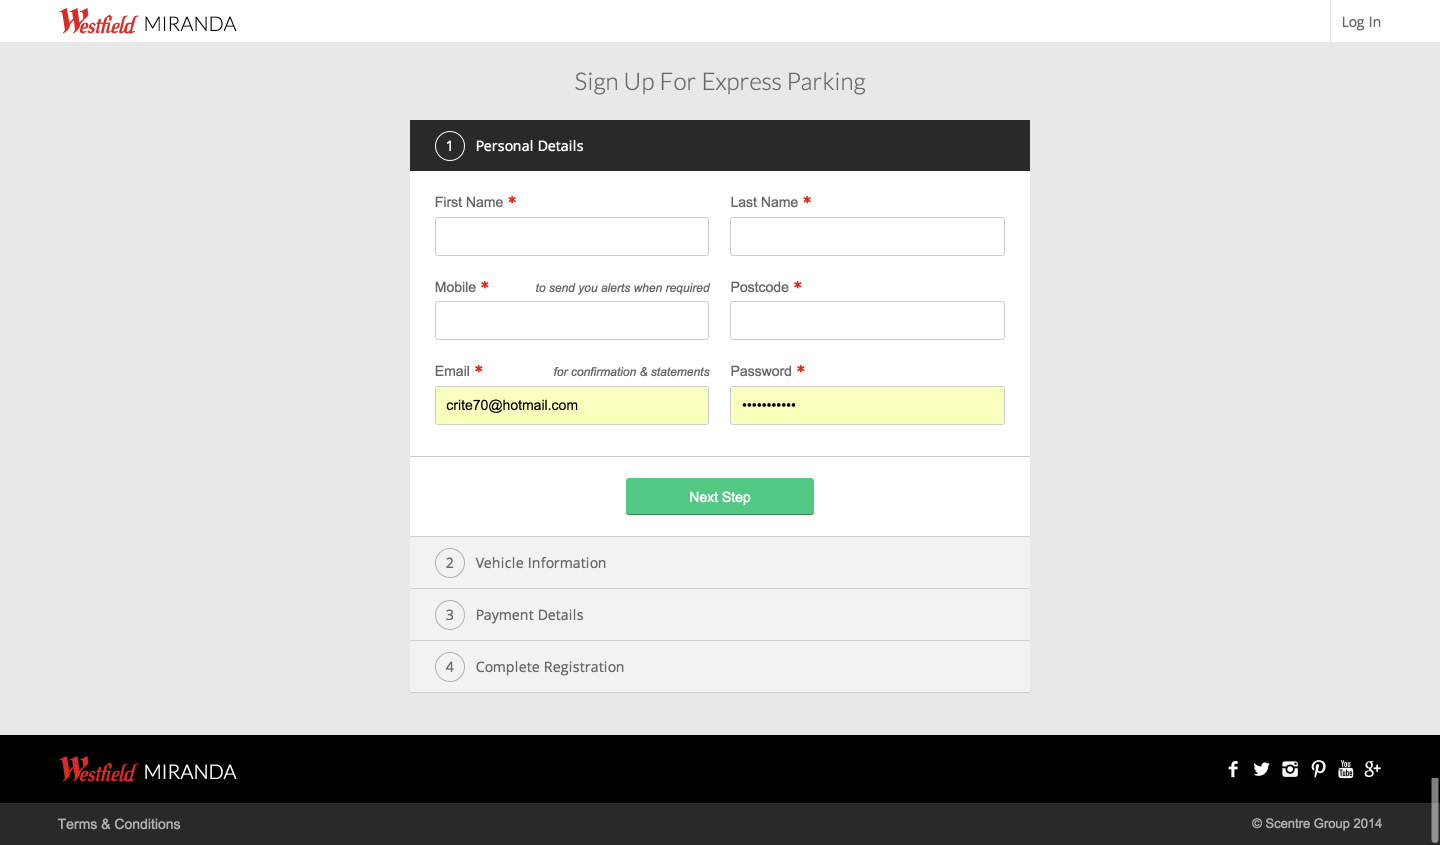 Westfield MIRANDA
Log In
Sign Up For Express Parking
1 Personal Details
First Name * Last Name *
Mobile * to send you alerts when required Postcode *
Email * for confirmation & statements Password *
crite70@hotmail.com •••••••••••
Next Step
2 Vehicle Information
3 Payment Details
4 Complete Registration
Westfield MIRANDA
You Tube g+
Terms & Conditions
© Scentre Group 2014